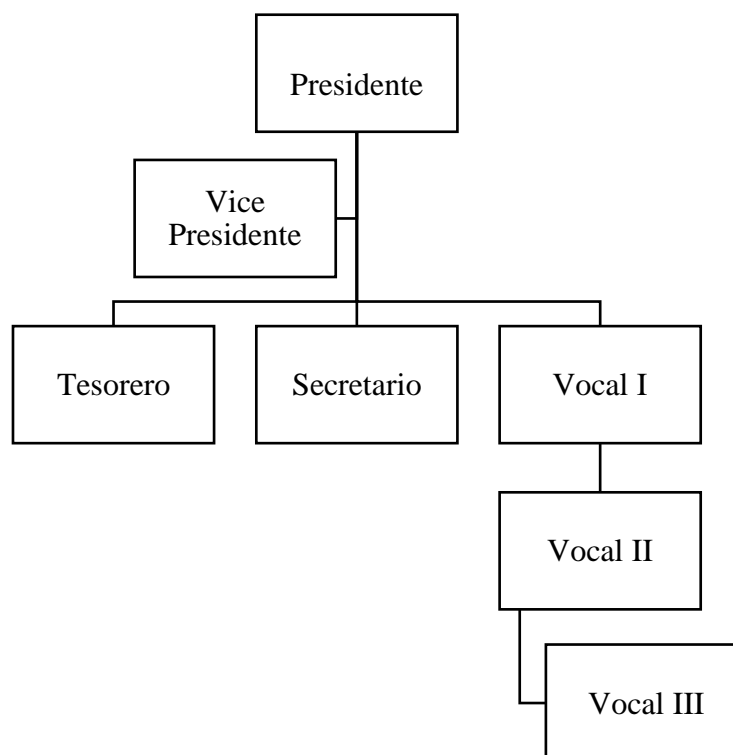 Presidente
Vice
Presidente
Tesorero
Secretario
Vocal I
Vocal II
Vocal III